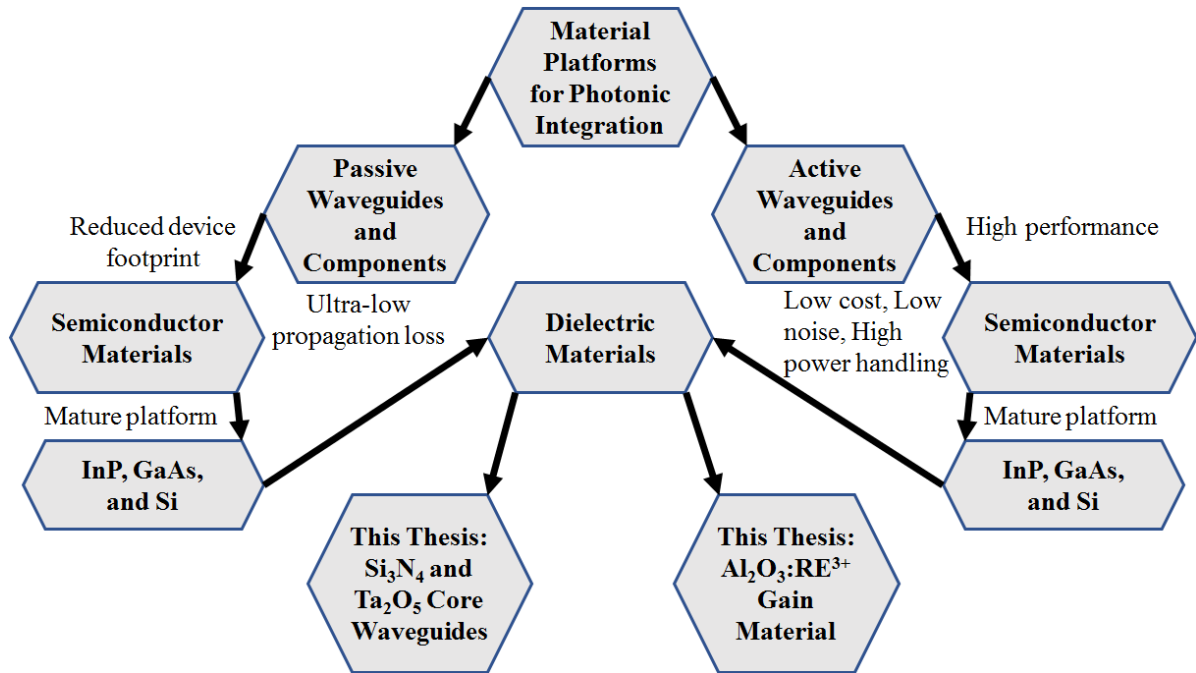 Material
Platforms
for Photonic
Integration
Passive
Waveguides
and
Components
Active
Waveguides
and
Components
Reduced device
footprint
High performance
Semiconductor
Materials
Ultra-low
propagation loss
Dielectric
Materials
Low cost, Low
noise, High
power handling
Semiconductor
Materials
Mature platform
Mature platform
InP, GaAs,
and Si
InP, GaAs,
and Si
This Thesis:
Si₃N₄ and
Ta₂O₅ Core
Waveguides
This Thesis:
Al₂O₃:RE³⁺
Gain
Material